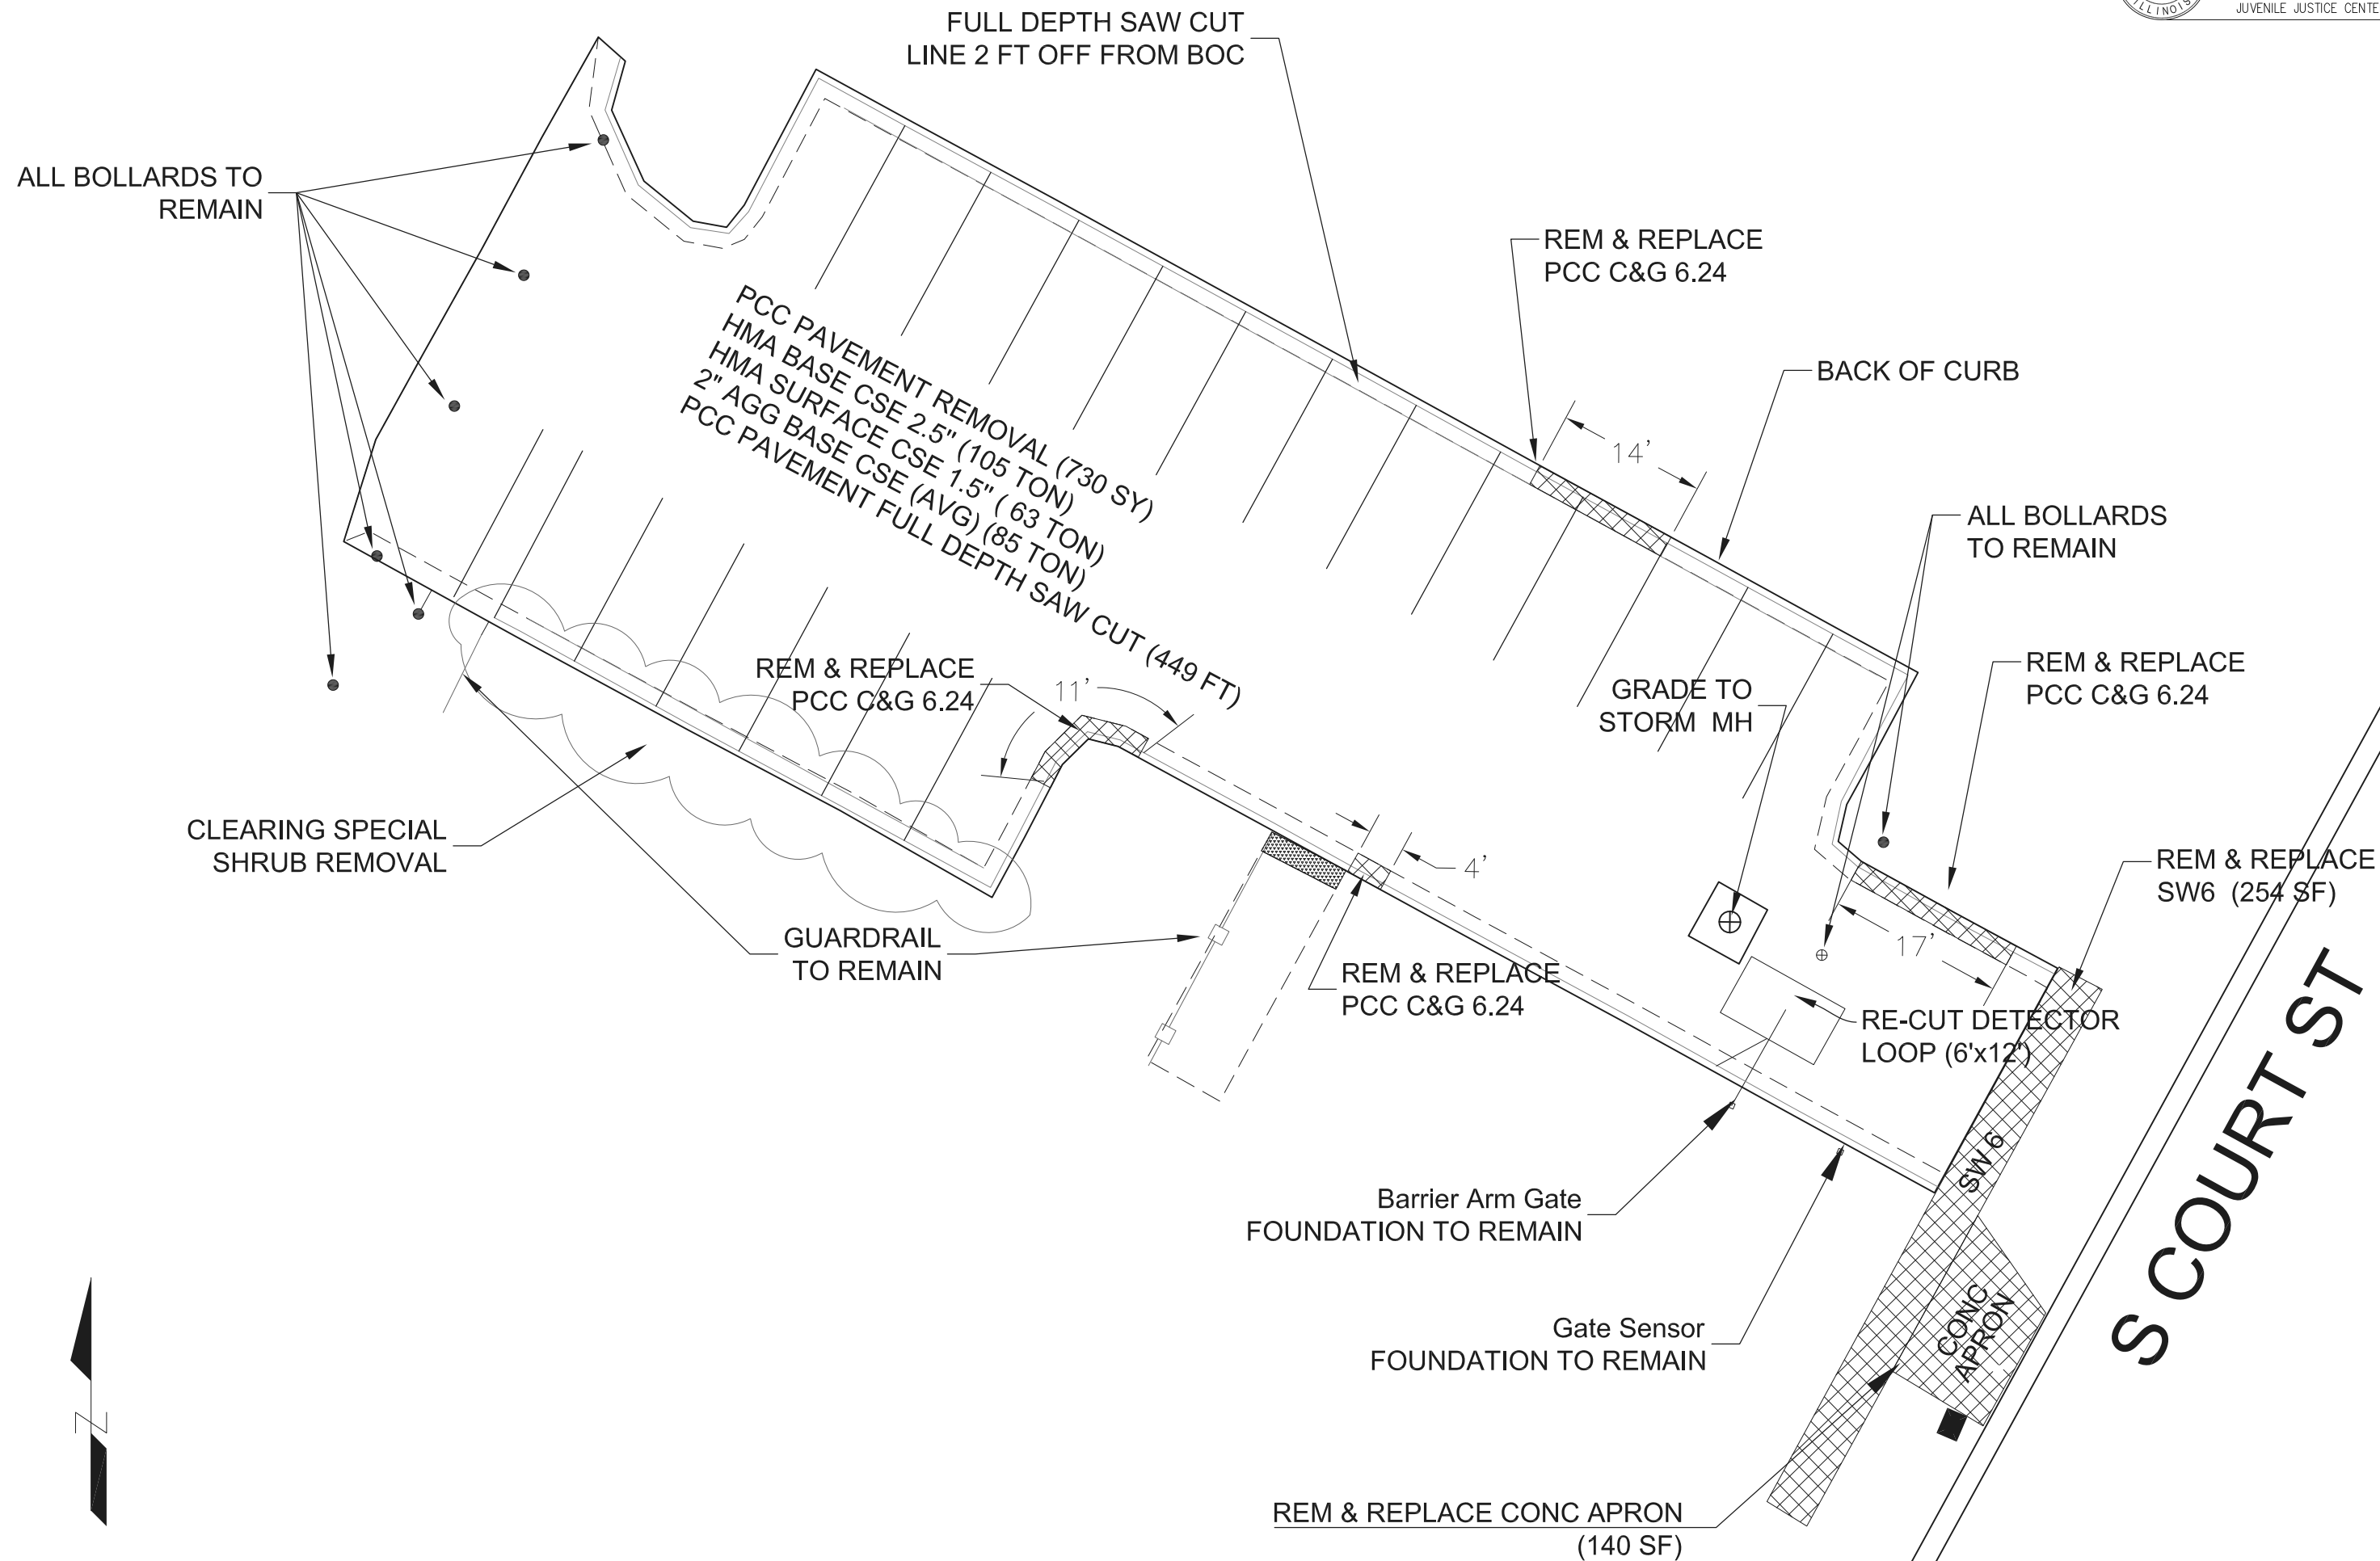 ILLINOIS
JUVENILE JUSTICE CENTE
FULL DEPTH SAW CUT
LINE 2 FT OFF FROM BOC
ALL BOLLARDS TO
REMAIN
REM & REPLACE
PCC C&G 6.24
BACK OF CURB
14'
PCC PAVEMENT REMOVAL (730 SY)
HMA BASE CSE 2.5" (105 TON)
HMA SURFACE CSE 1.5" ( 63 TON)
2" AGG BASE CSE (AVG) (85 TON)
PCC PAVEMENT FULL DEPTH SAW CUT (449 FT)
ALL BOLLARDS
TO REMAIN
REM & REPLACE
PCC C&G 6.24
11'
GRADE TO
STORM MH
REM & REPLACE
PCC C&G 6.24
CLEARING SPECIAL
SHRUB REMOVAL
4'
REM & REPLACE
SW6 (254 SF)
GUARDRAIL
TO REMAIN
17'
REM & REPLACE
PCC C&G 6.24
RE-CUT DETECTOR
LOOP (6'x12')
S COURT ST
SW 6
Barrier Arm Gate
FOUNDATION TO REMAIN
Gate Sensor
FOUNDATION TO REMAIN
CONC
APRON
N
REM & REPLACE CONC APRON
(140 SF)